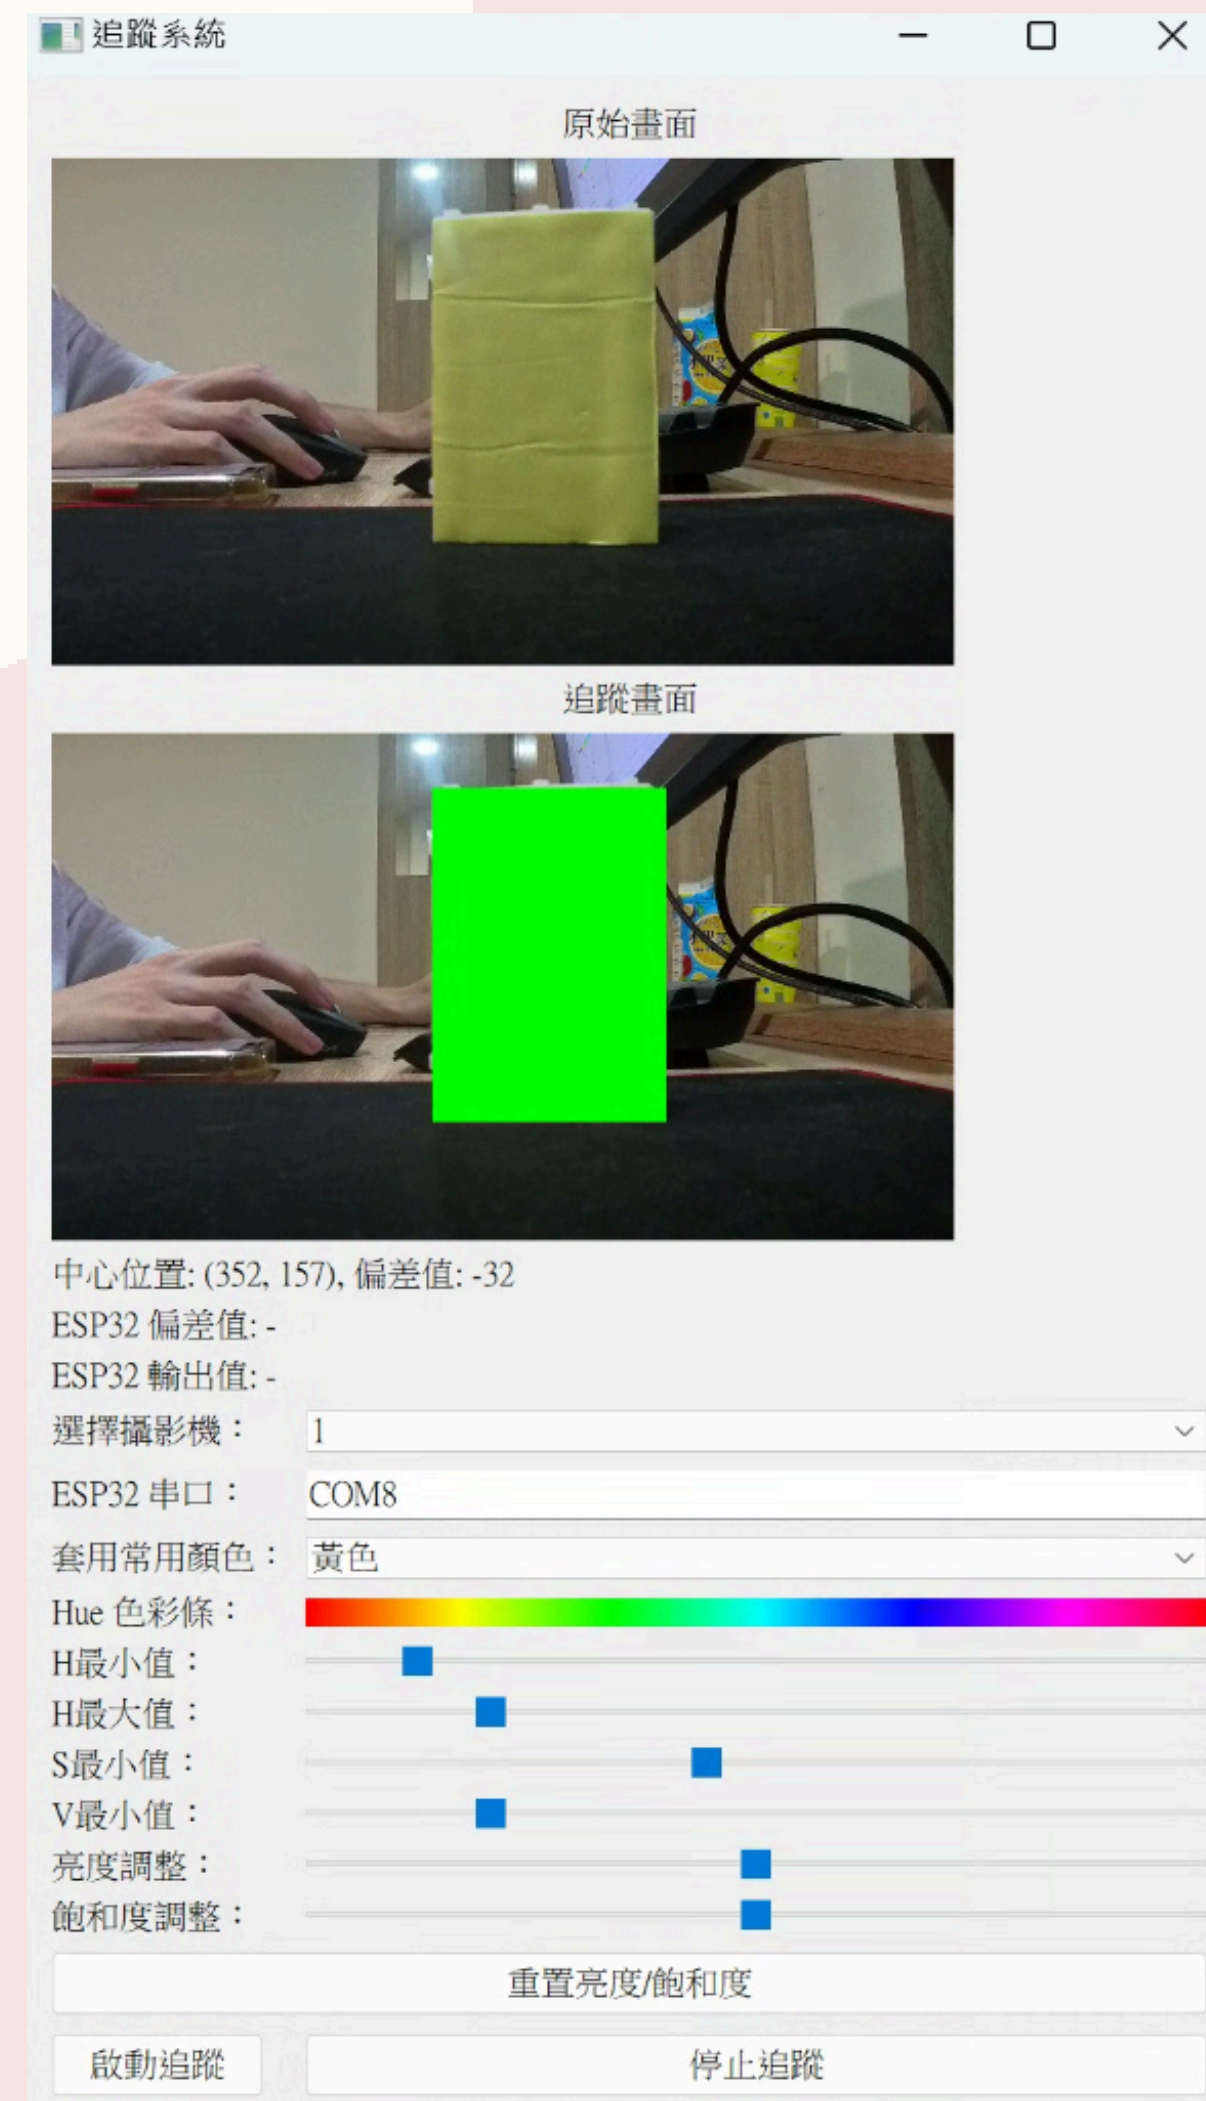 追蹤系統
原始畫面
追蹤畫面
中心位置: (352, 157), 偏差值: -32
ESP32 偏差值: -
ESP32 輸出值: -
選擇攝影機： 1
ESP32 串口： COM8
套用常用顏色： 黃色
Hue 色彩條：
H最小值：
H最大值：
S最小值：
V最小值：
亮度調整：
飽和度調整：
重置亮度/飽和度
啟動追蹤 停止追蹤